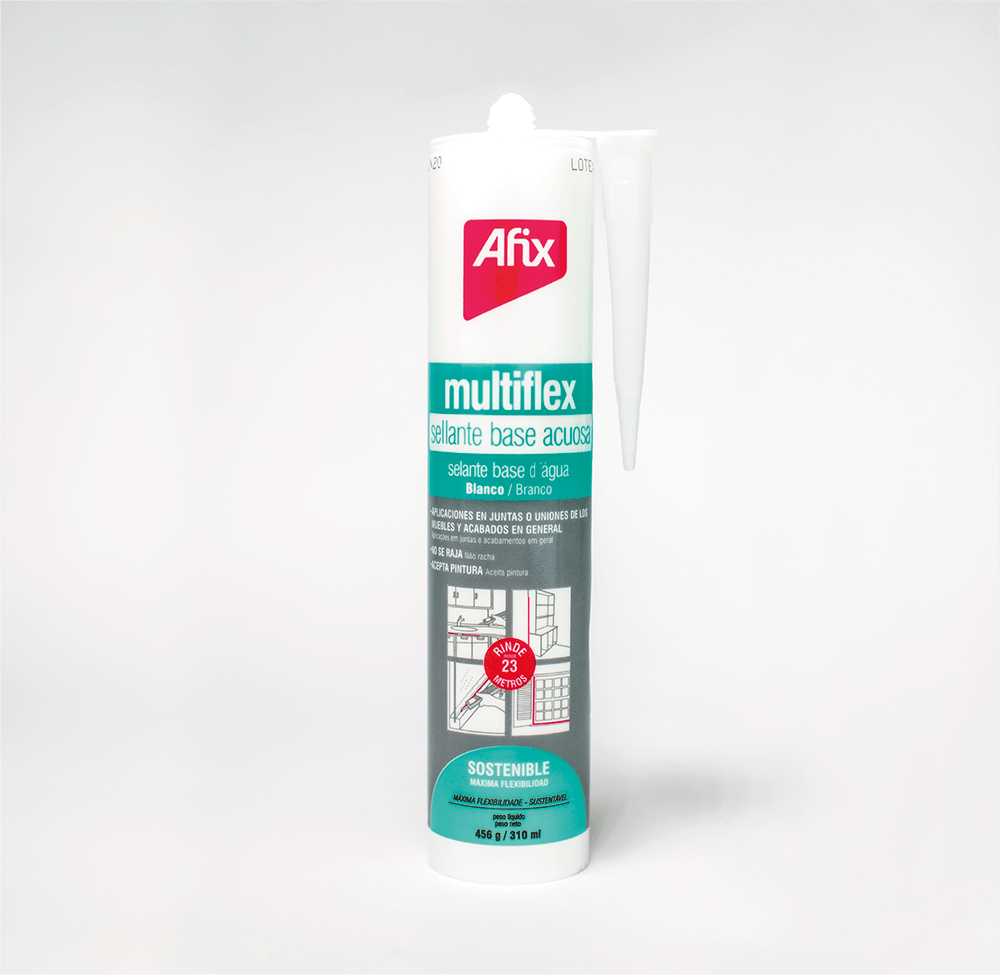 LOTE:
Afix
multiflex
sellante base acuosa
selante base d´água
Blanco / Branco
·APLICACIONES EN JUNTAS O UNIONES DE LOS
MUEBLES Y ACABADOS EN GENERAL
Aplicações em juntas e acabamentos em geral
·NO SE RAJA Não racha
·ACEPTA PINTURA Aceita pintura
RINDE
23
METROS
SOSTENIBLE
MÁXIMA FLEXIBILIDAD
MÁXIMA FLEXIBILIDADE - SUSTENTÁVEL
peso líquido
peso neto
456 g / 310 ml